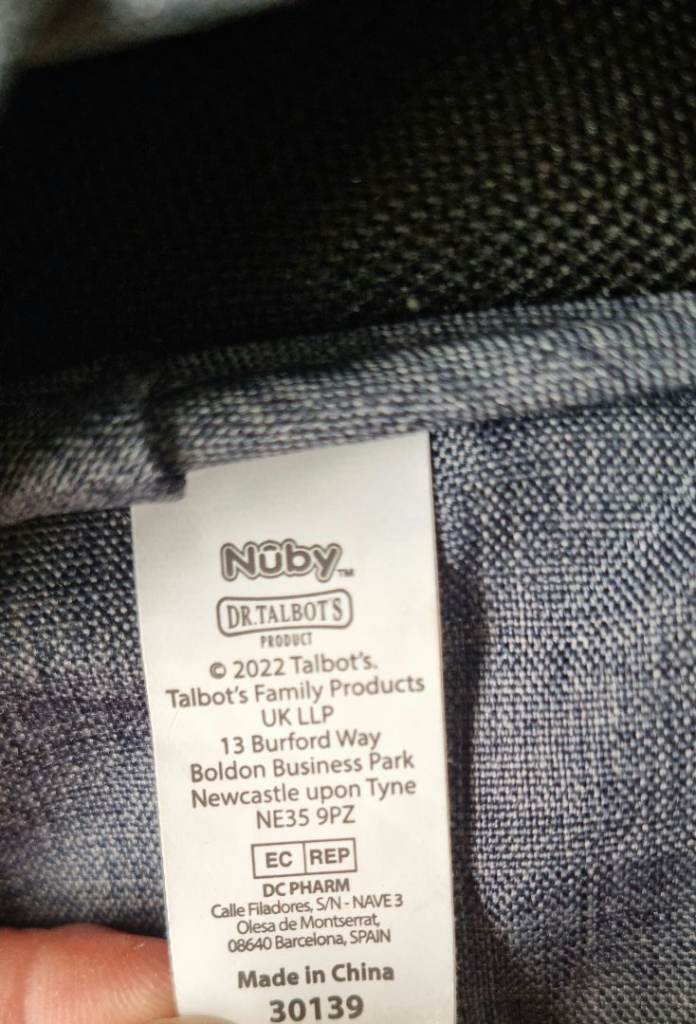 Nûby™
DR.TALBOT'S
PRODUCT
© 2022 Talbot's.
Talbot's Family Products
UK LLP
13 Burford Way
Boldon Business Park
Newcastle upon Tyne
NE35 9PZ
EC REP
DC PHARM
Calle Filadores, S/N - NAVE 3
Olesa de Montserrat,
08640 Barcelona, SPAIN
Made in China
30139